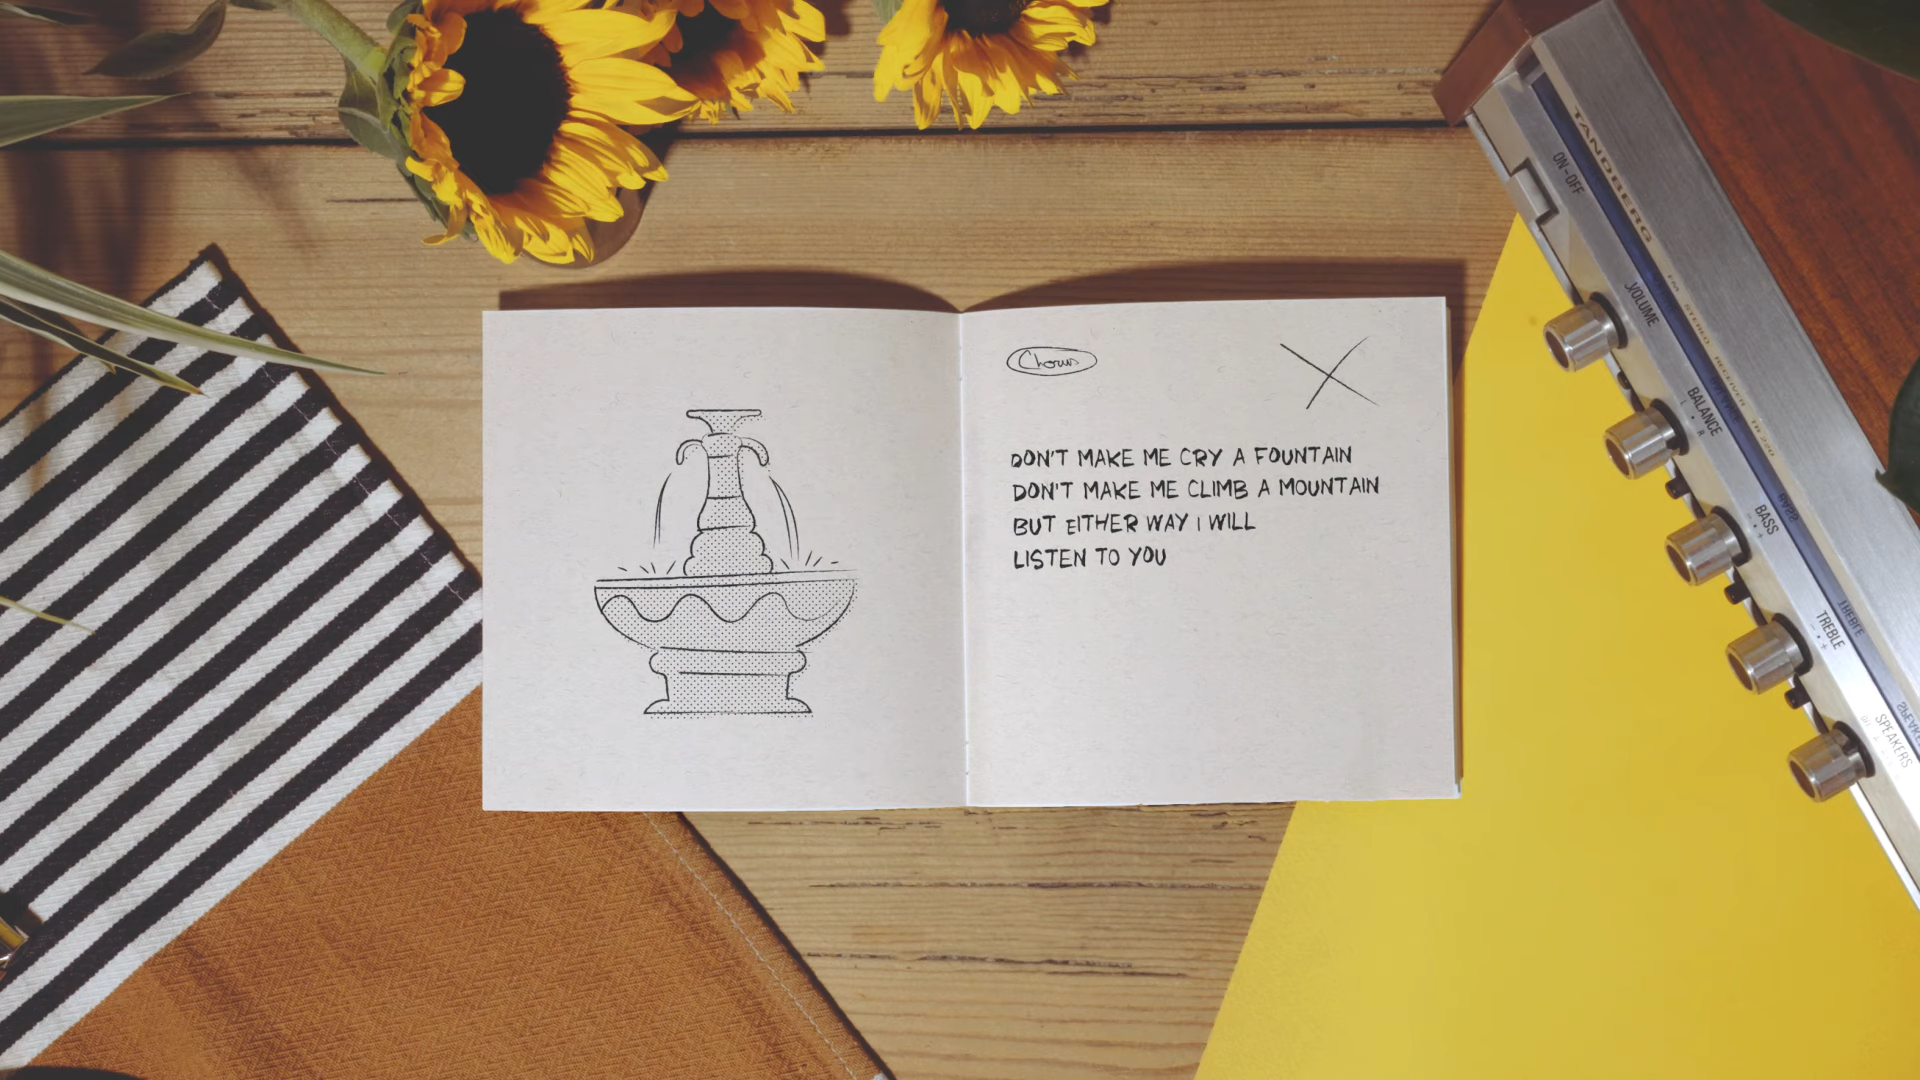 Chorus
DON'T MAKE ME CRY A FOUNTAIN
DON'T MAKE ME CLIMB A MOUNTAIN
BUT EITHER WAY I WILL
LISTEN TO YOU
TANDBERG
ON-OFF
VOLUME
BALANCE
L R
BASS
- +
TREBLE
- +
SPEAKERS